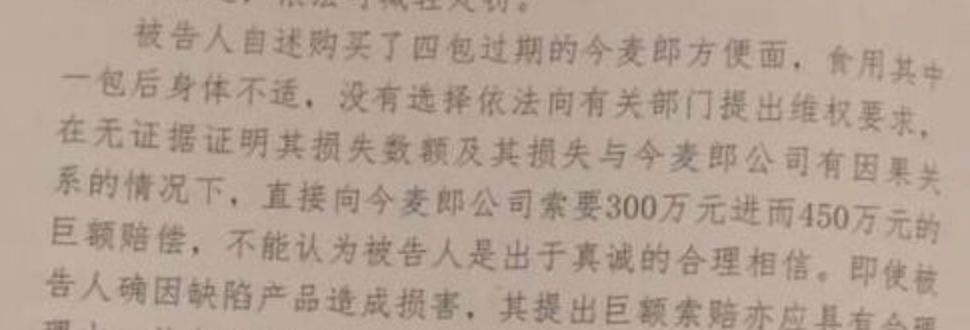 依法可减轻处罚。
被告人自述购买了四包过期的今麦郎方便面，食用其中
一包后身体不适，没有选择依法向有关部门提出维权要求，
在无证据证明其损失数额及其损失与今麦郎公司有因果关
系的情况下，直接向今麦郎公司索要300万元进而450万元的
巨额赔偿，不能认为被告人是出于真诚的合理相信。即使被
告人确因缺陷产品造成损害，其提出巨额索赔亦应具有合理